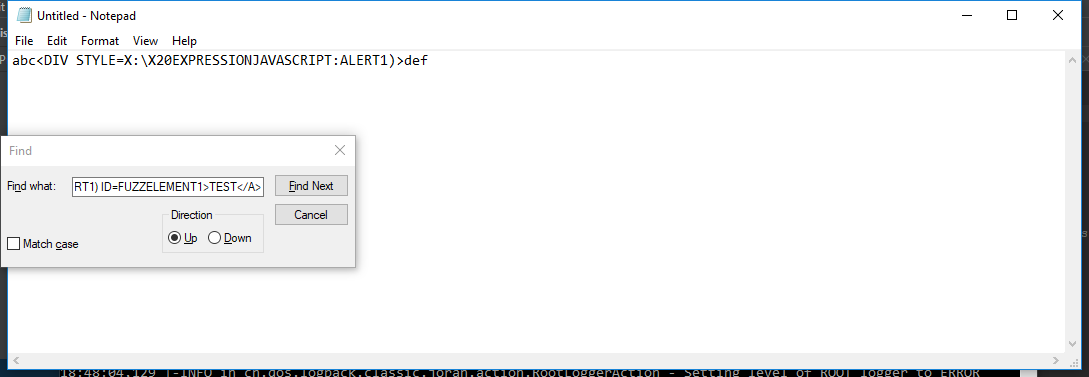 Untitled - Notepad
File Edit Format View Help
abc<DIV STYLE=X:\X20EXPRESSIONJAVASCRIPT:ALERT1)>def
Find
Find what: RT1) ID=FUZZELEMENT1>TEST</A> Find Next
Cancel
Direction
Up Down
Match case
18:48:04.129 |-INFO in ch.qos.logback.classic.joran.action.RootLoggerAction - Setting level of ROOT logger to ERROR